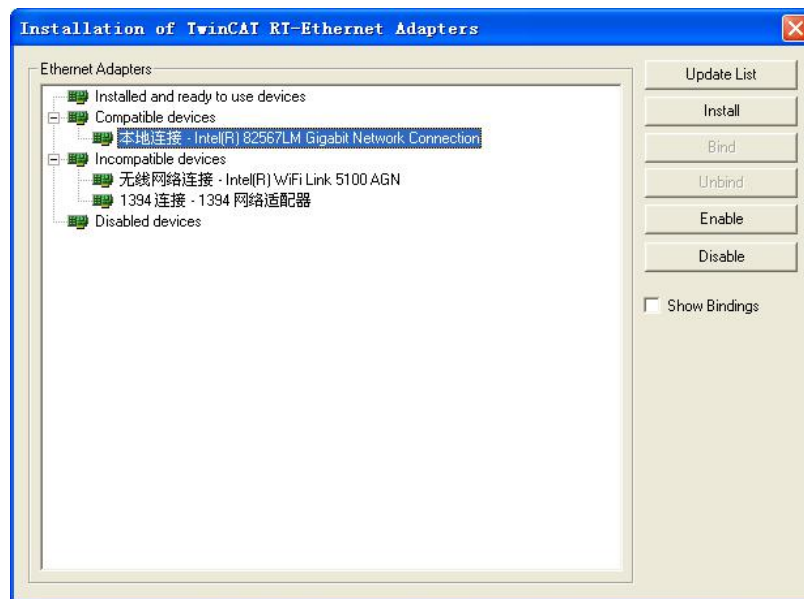 Installation of TwinCAT RT-Ethernet Adapters
Ethernet Adapters
Installed and ready to use devices
Compatible devices
本地连接 - Intel(R) 82567LM Gigabit Network Connection
Incompatible devices
无线网络连接 - Intel(R) WiFi Link 5100 AGN
1394 连接 - 1394 网络适配器
Disabled devices
Update List
Install
Bind
Unbind
Enable
Disable
Show Bindings